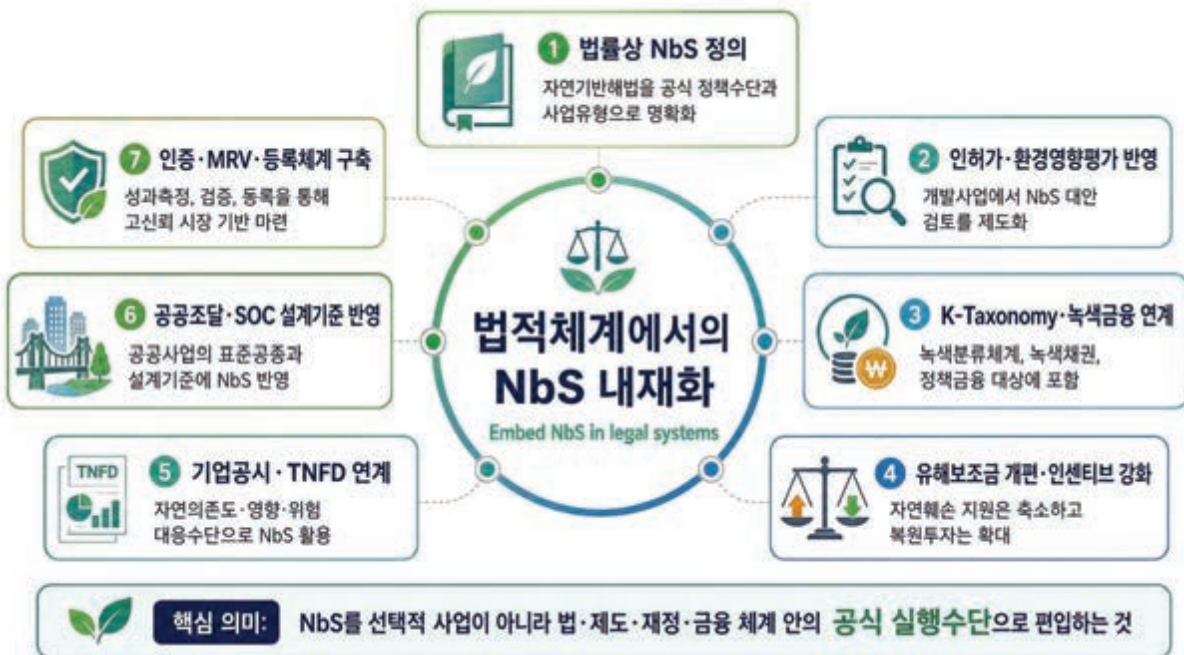 1 법률상 NbS 정의
자연기반해법을 공식 정책수단과
사업유형으로 명확화
2 인허가·환경영향평가 반영
개발사업에서 NbS 대안
검토를 제도화
3 K-Taxonomy·녹색금융 연계
녹색분류체계, 녹색채권,
정책금융 대상에 포함
4 유해보조금 개편·인센티브 강화
자연훼손 지원은 축소하고
복원투자는 확대
5 기업공시·TNFD 연계
자연의존도·영향·위험
대응수단으로 NbS 활용
TNFD
6 공공조달·SOC 설계기준 반영
공공사업의 표준공종과
설계기준에 NbS 반영
7 인증·MRV·등록체계 구축
성과측정, 검증, 등록을 통해
고신뢰 시장 기반 마련
법적체계에서의
NbS 내재화
Embed NbS in legal systems
핵심 의미: NbS를 선택적 사업이 아니라 법·제도·재정·금융 체계 안의 공식 실행수단으로 편입하는 것